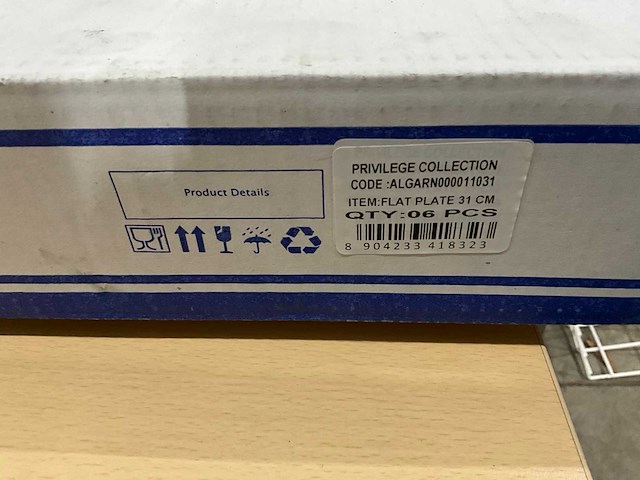 Product Details
PRIVILEGE COLLECTION
CODE :ALGARN000011031
ITEM:FLAT PLATE 31 CM
QTY:06 PCS
8 904233 418323